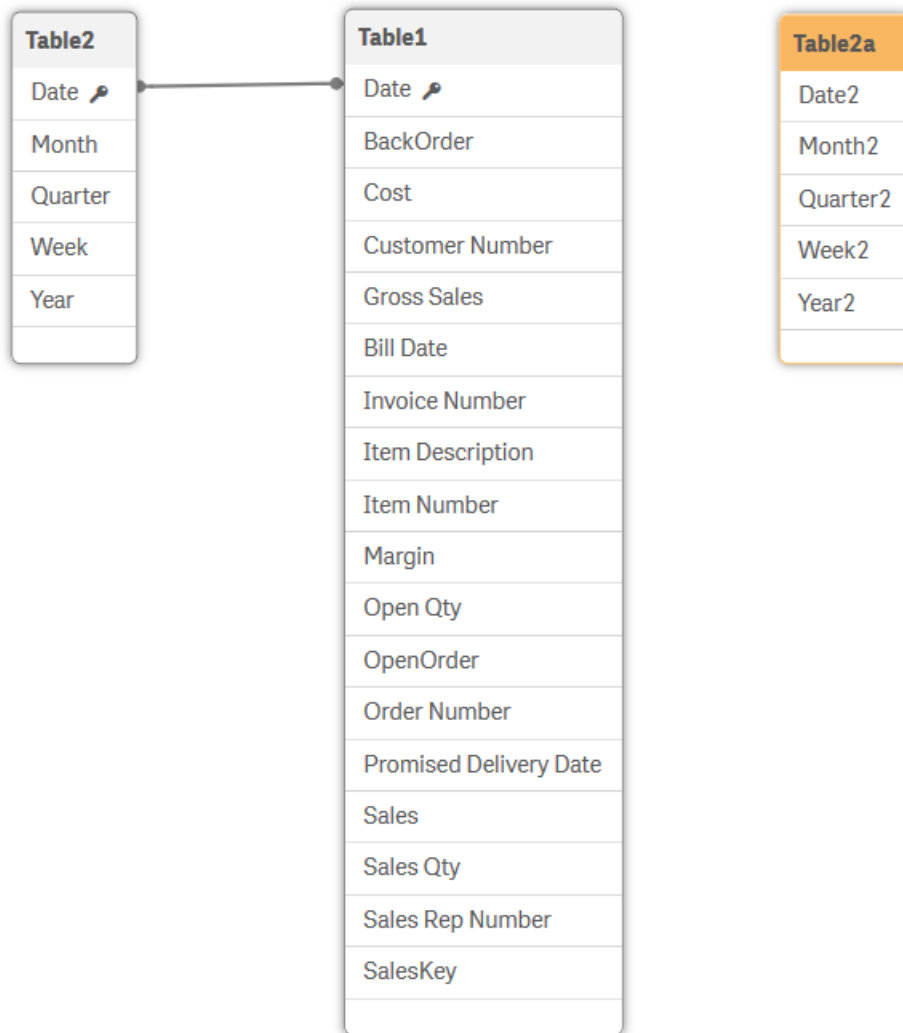 Table2
Date
Month
Quarter
Week
Year
Table1
Date
BackOrder
Cost
Customer Number
Gross Sales
Bill Date
Invoice Number
Item Description
Item Number
Margin
Open Qty
OpenOrder
Order Number
Promised Delivery Date
Sales
Sales Qty
Sales Rep Number
SalesKey
Table2a
Date2
Month2
Quarter2
Week2
Year2